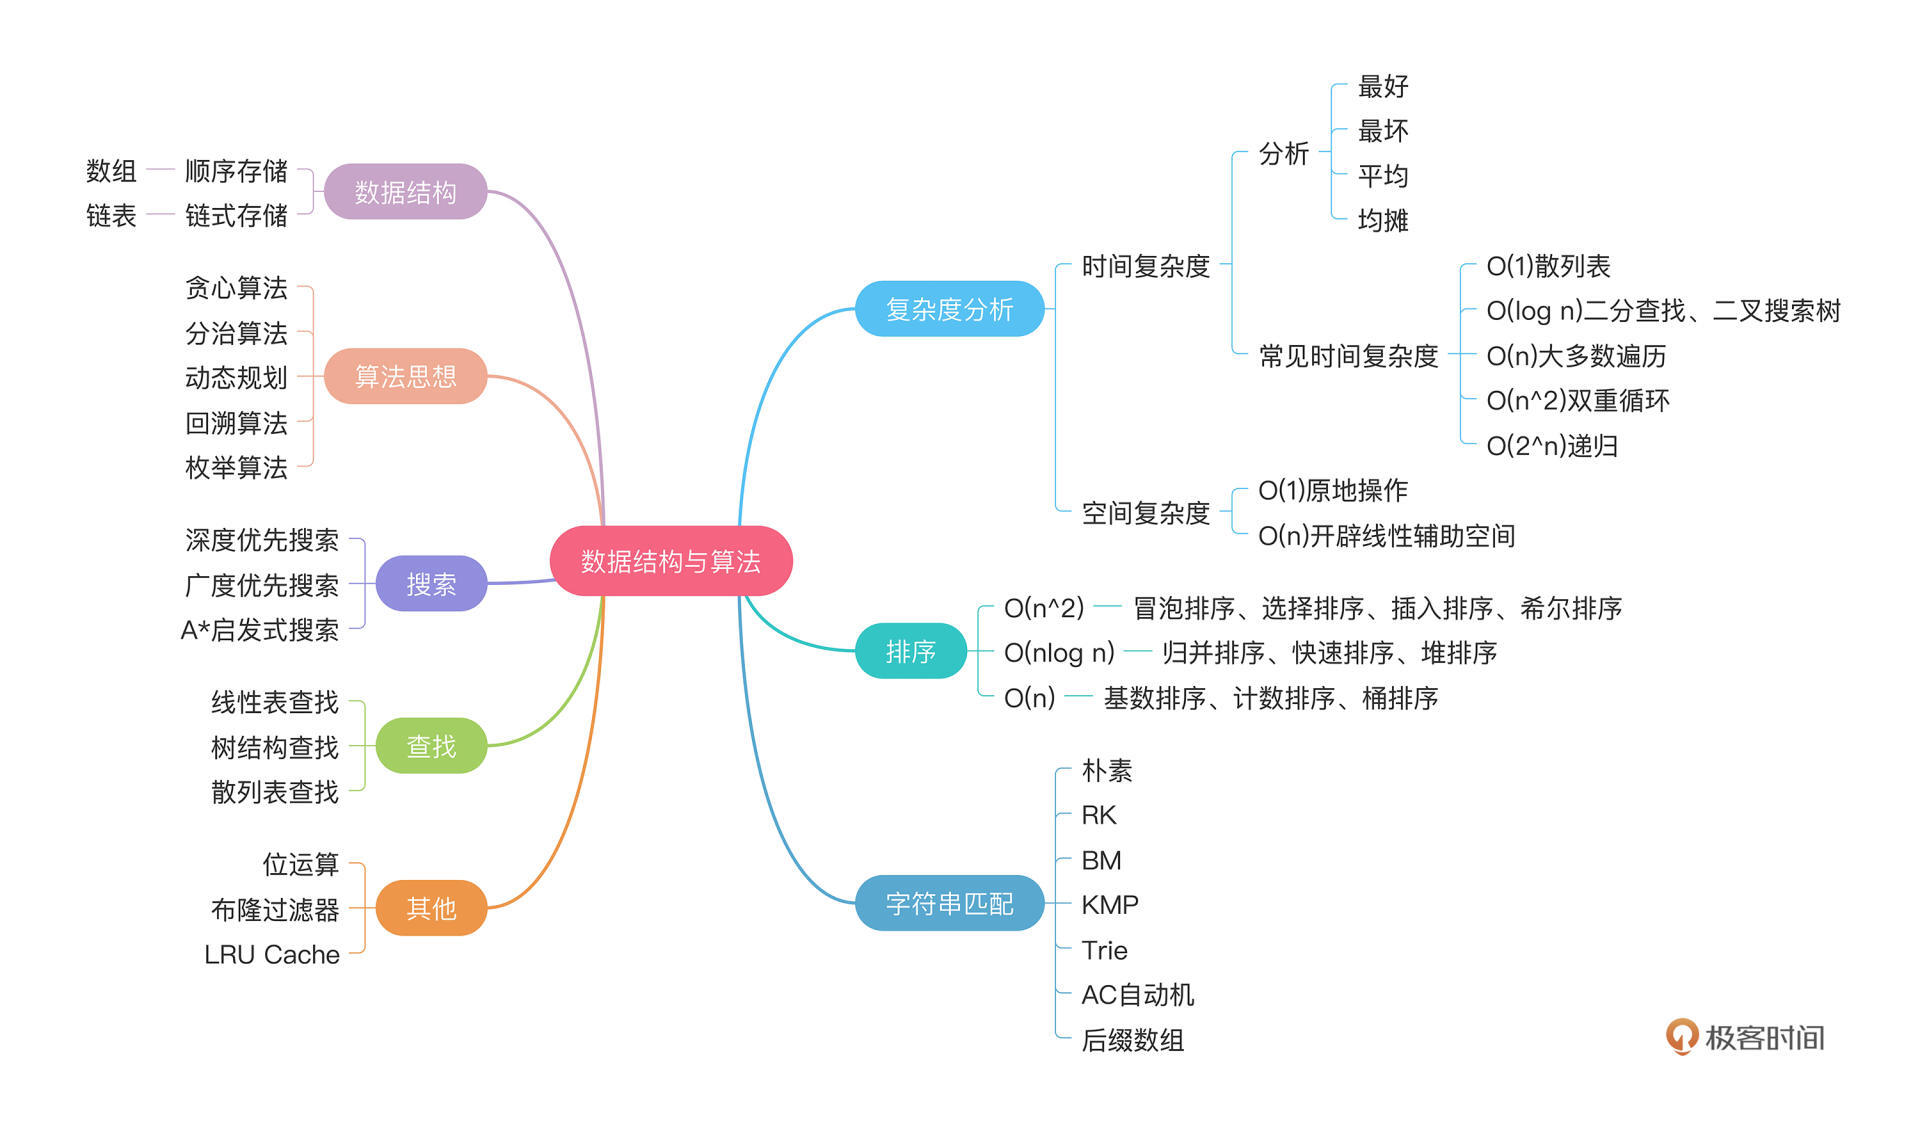 数据结构与算法
数据结构
顺序存储
数组
链式存储
链表
算法思想
贪心算法
分治算法
动态规划
回溯算法
枚举算法
搜索
深度优先搜索
广度优先搜索
A*启发式搜索
查找
线性表查找
树结构查找
散列表查找
其他
位运算
布隆过滤器
LRU Cache
复杂度分析
时间复杂度
分析
最好
最坏
平均
均摊
常见时间复杂度
O(1)散列表
O(log n)二分查找、二叉搜索树
O(n)大多数遍历
O(n^2)双重循环
O(2^n)递归
空间复杂度
O(1)原地操作
O(n)开辟线性辅助空间
排序
O(n^2)
冒泡排序、选择排序、插入排序、希尔排序
O(nlog n)
归并排序、快速排序、堆排序
O(n)
基数排序、计数排序、桶排序
字符串匹配
朴素
RK
BM
KMP
Trie
AC自动机
后缀数组
极客时间